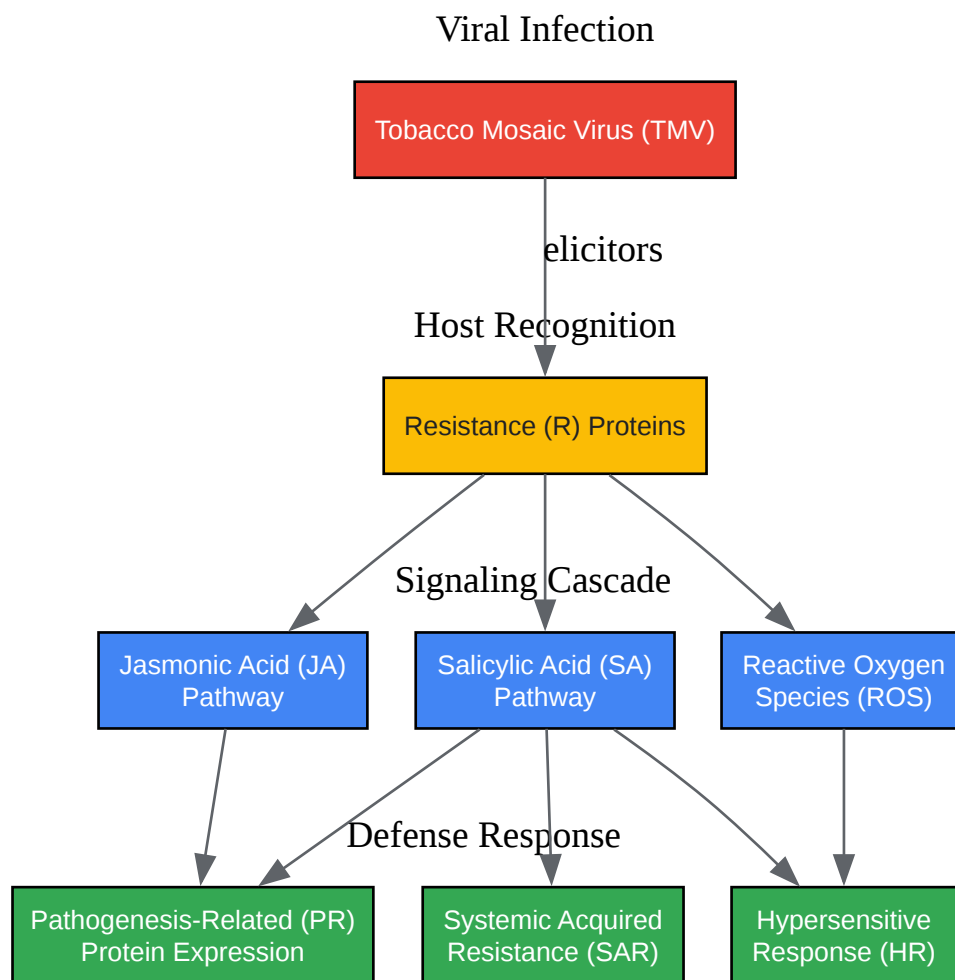 Viral Infection
Tobacco Mosaic Virus (TMV)
elicitors
Host Recognition
Resistance (R) Proteins
Signaling Cascade
Jasmonic Acid (JA)
Pathway
Salicylic Acid (SA)
Pathway
Reactive Oxygen
Species (ROS)
Defense Response
Pathogenesis-Related (PR)
Protein Expression
Systemic Acquired
Resistance (SAR)
Hypersensitive
Response (HR)